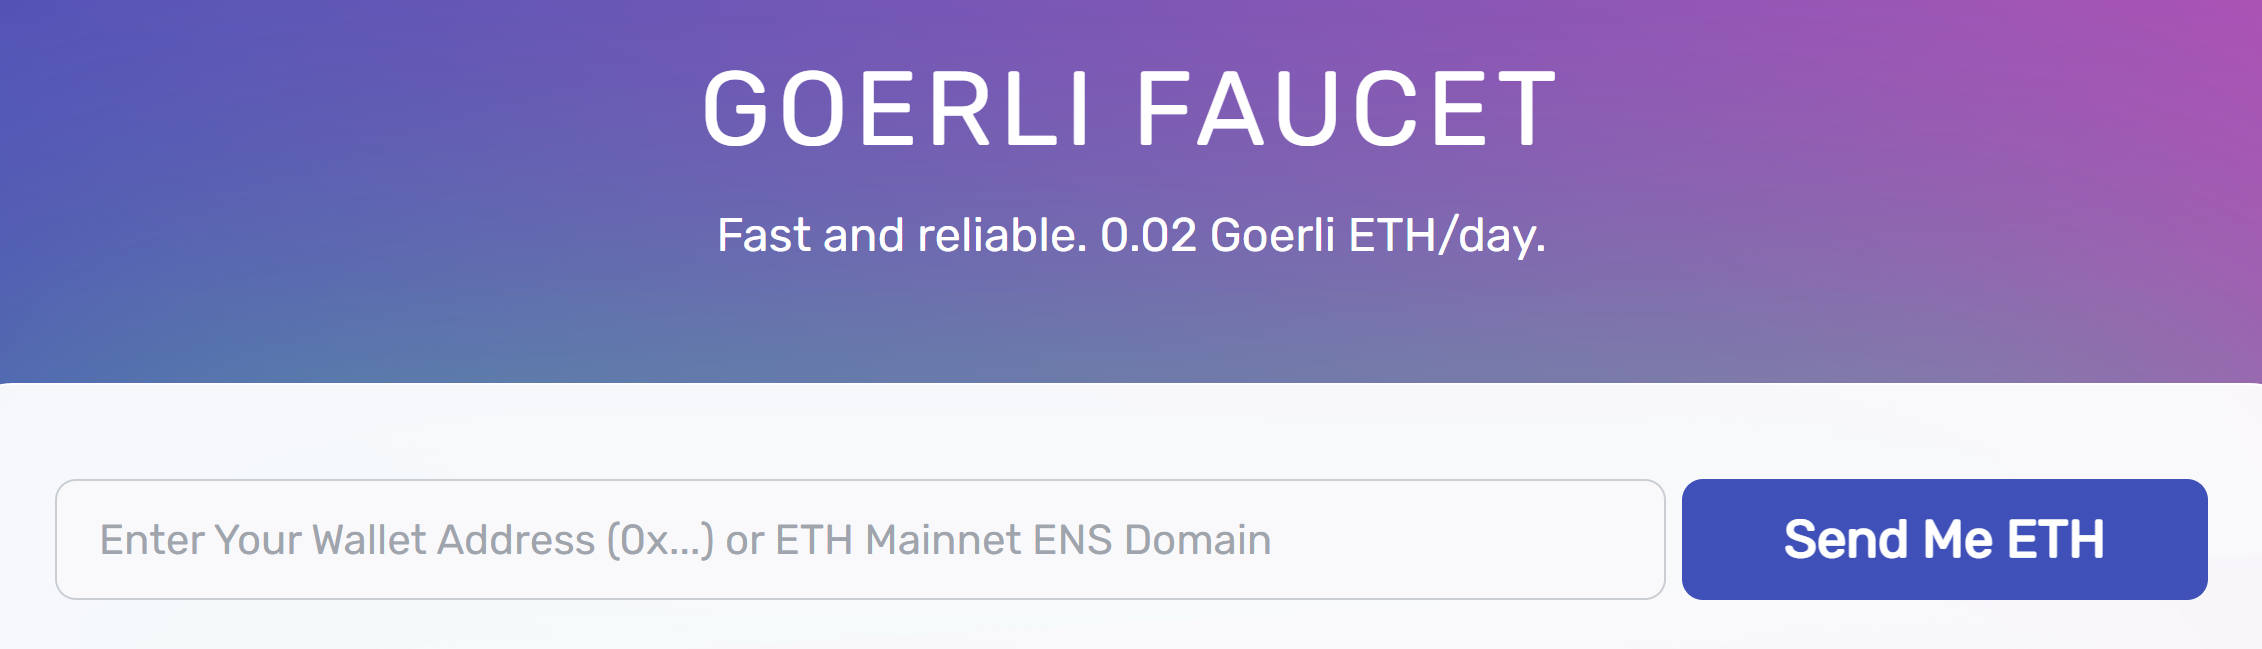 GOERLI FAUCET
Fast and reliable. 0.02 Goerli ETH/day.
Enter Your Wallet Address (0x...) or ETH Mainnet ENS Domain
Send Me ETH